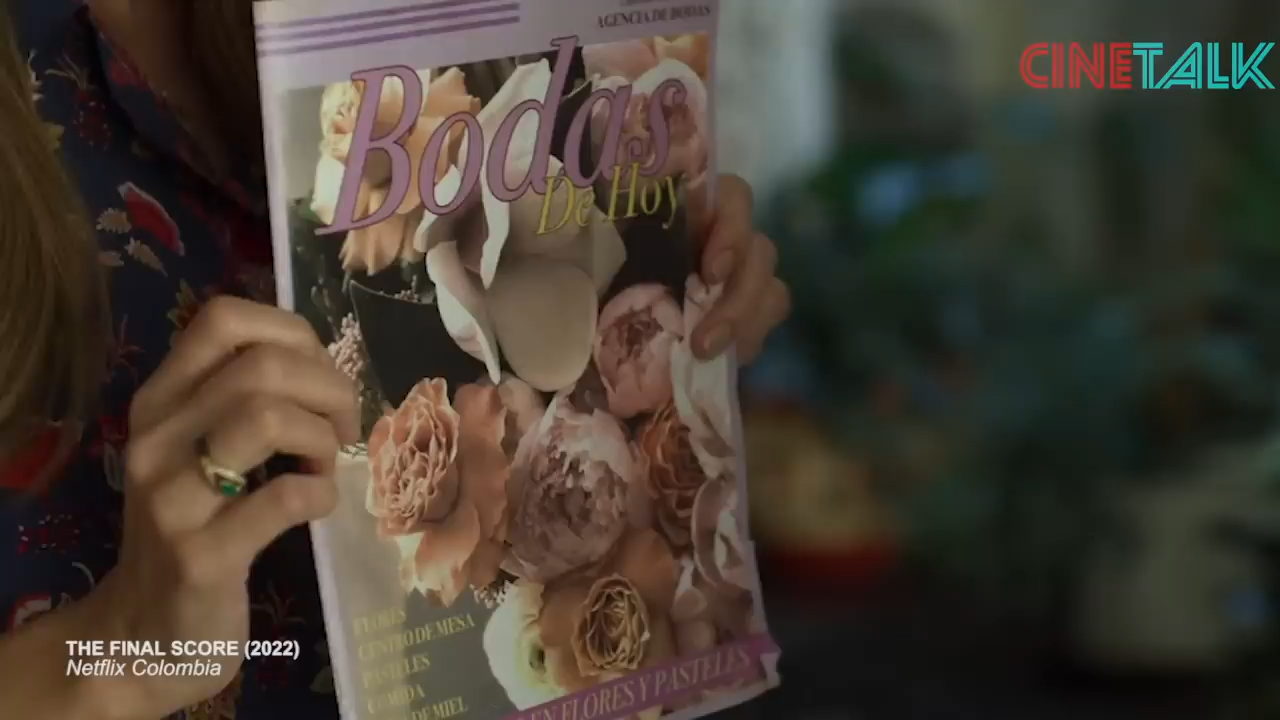 AGENCIA DE BODAS
CINETALK
Bodas
De Hoy
FLORES
CENTRO DE MESA
PASTELES
COMIDA
DE MIEL
EN FLORES Y PASTELES
THE FINAL SCORE (2022)
Netflix Colombia